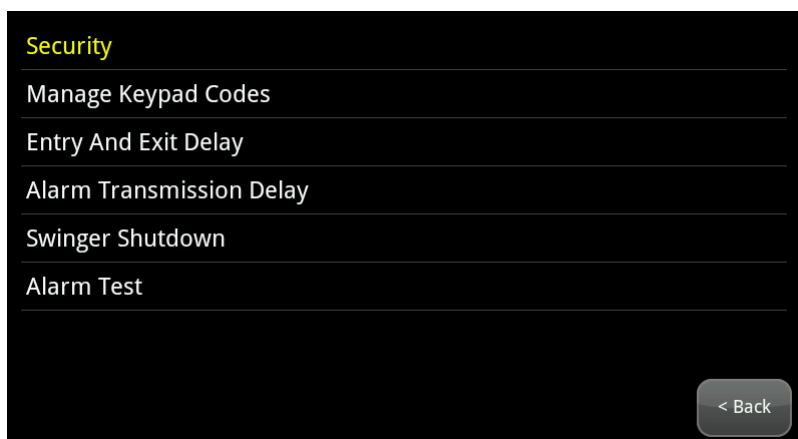 Security
Manage Keypad Codes
Entry And Exit Delay
Alarm Transmission Delay
Swinger Shutdown
Alarm Test
< Back